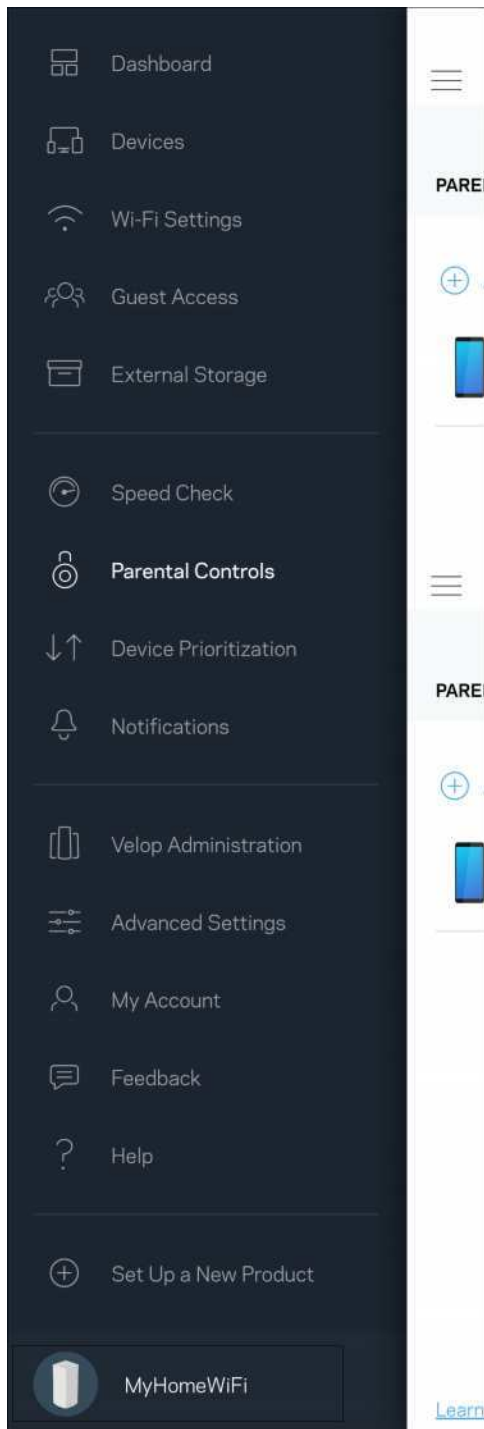 Dashboard
Devices
Wi-Fi Settings
PARE
Guest Access
External Storage
Speed Check
Parental Controls
Device Prioritization
PARE
Notifications
Velop Administration
Advanced Settings
My Account
Feedback
Help
Set Up a New Product
MyHomeWiFi
Learn